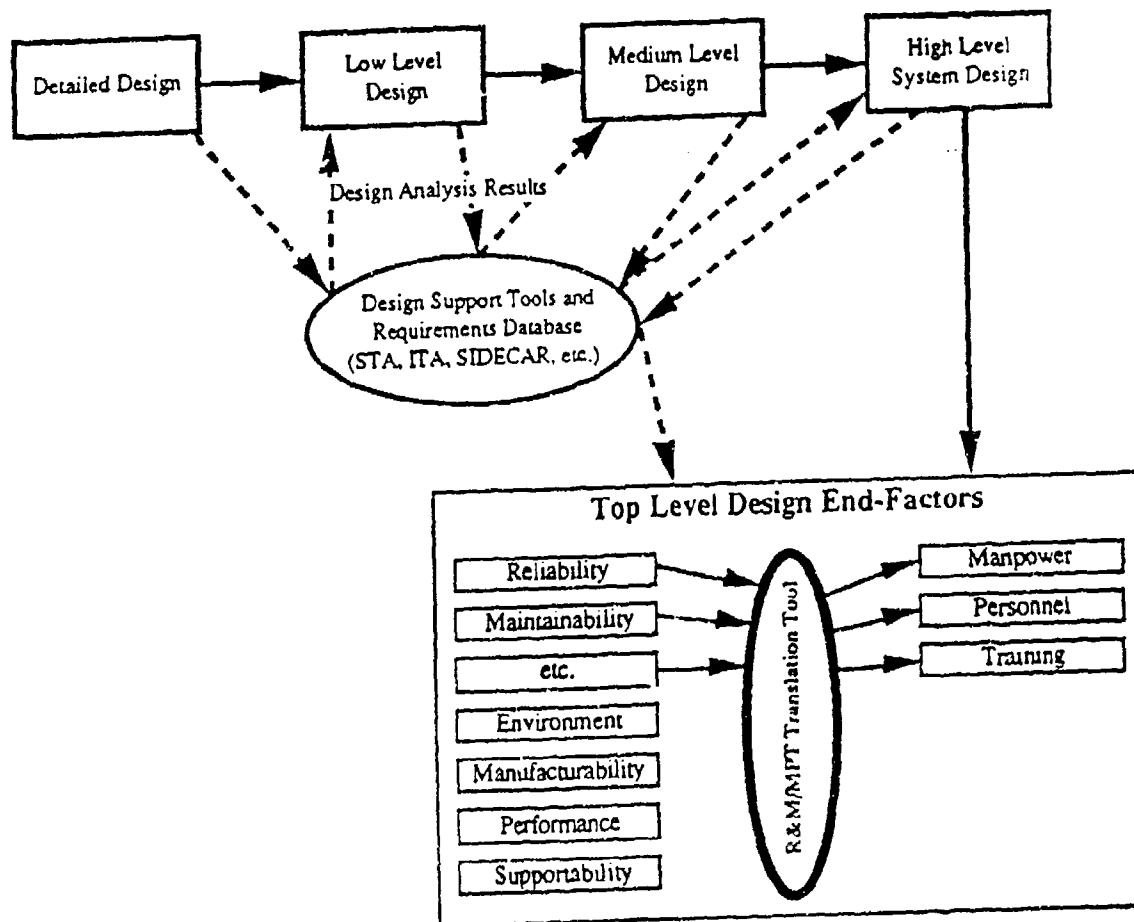 Detailed Design
Low Level
Design
Medium Level
Design
High Level
System Design
Design Analysis Results
Design Support Tools and
Requirements Database
(STA, ITA, SIDECAR, etc.)
Top Level Design End-Factors
Reliability
Maintainability
etc.
Environment
Manufacturability
Performance
Supportability
R&M/MPT Translation Tool
Manpower
Personnel
Training